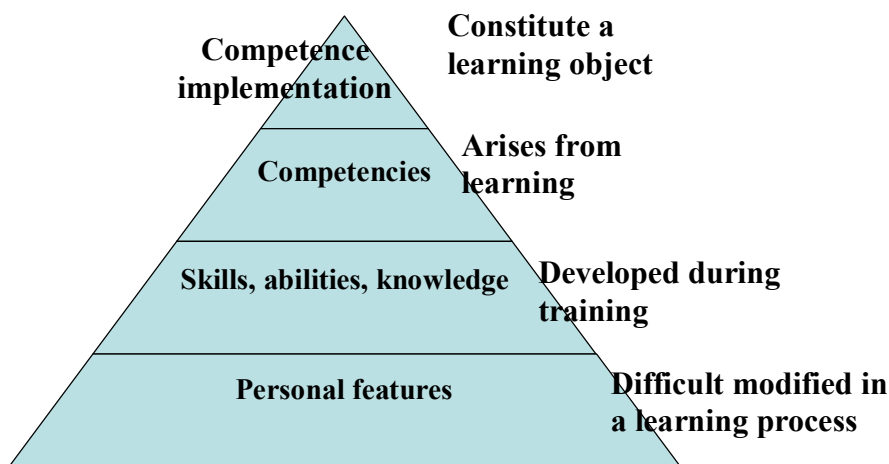 Competence
implementation
Constitute a
learning object
Competencies
Arises from
learning
Skills, abilities, knowledge
Developed during
training
Personal features
Difficult modified in
a learning process